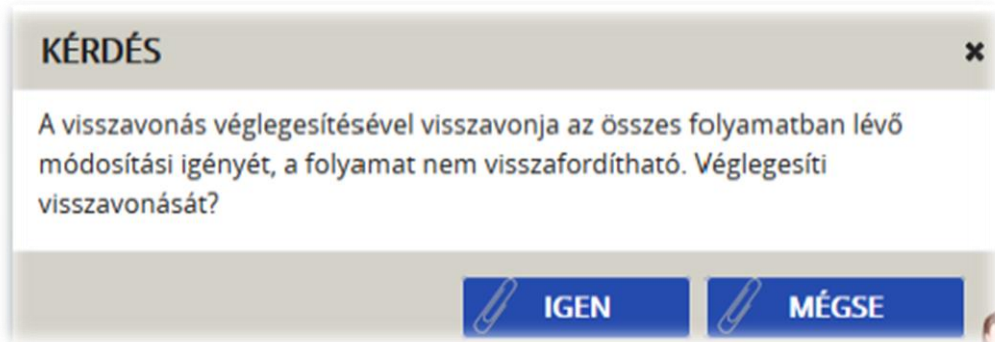 KÉRDÉS
A visszavonás véglegesítésével visszavonja az összes folyamatban lévő
módosítási igényét, a folyamat nem visszafordítható. Véglegesíti
visszavonását?
IGEN MÉGSE